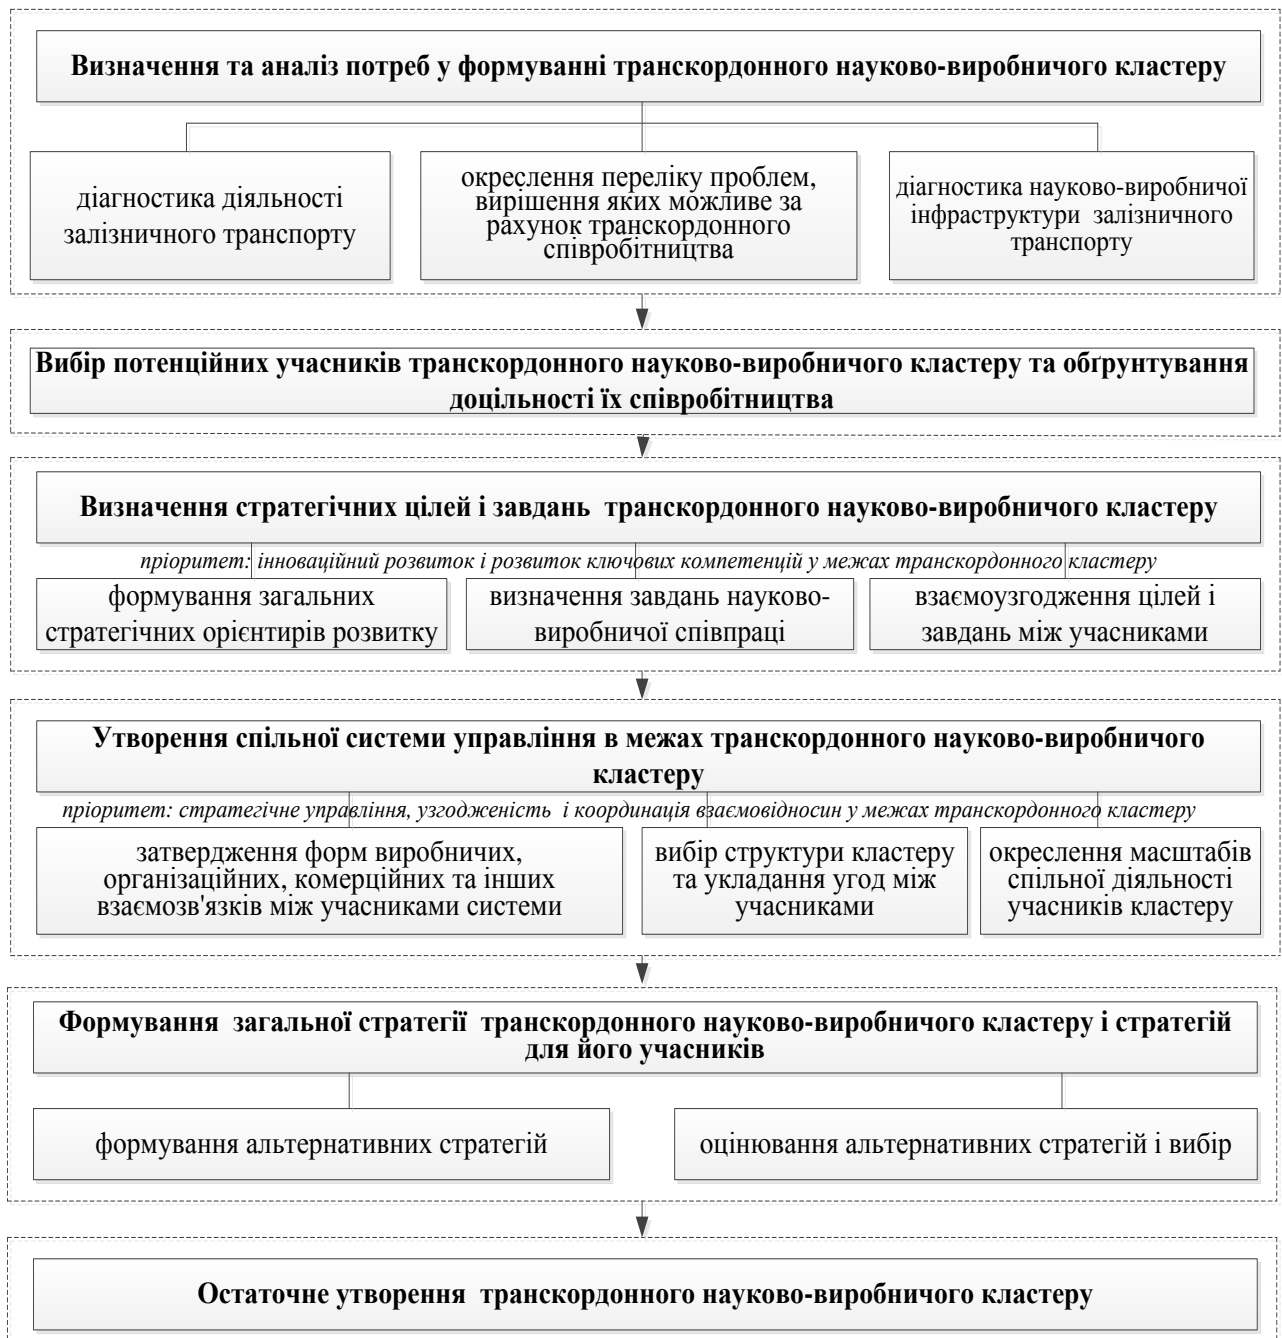 Визначення та аналіз потреб у формуванні транскордонного науково-виробничого кластеру
діагностика діяльності
залізничного транспорту
окреслення переліку проблем,
вирішення яких можливе за
рахунок транскордонного
співробітництва
діагностика науково-виробничої
інфраструктури залізничного
транспорту
Вибір потенційних учасників транскордонного науково-виробничого кластеру та обґрунтування
доцільності їх співробітництва
Визначення стратегічних цілей і завдань транскордонного науково-виробничого кластеру
пріоритет: інноваційний розвиток і розвиток ключових компетенцій у межах транскордонного кластеру
формування загальних
стратегічних орієнтирів розвитку
визначення завдань науково-
виробничої співпраці
взаємоузгодження цілей і
завдань між учасниками
Утворення спільної системи управління в межах транскордонного науково-виробничого
кластеру
пріоритет: стратегічне управління, узгодженість і координація взаємовідносин у межах транскордонного кластеру
затвердження форм виробничих,
організаційних, комерційних та інших
взаємозв'язків між учасниками системи
вибір структури кластеру
та укладання угод між
учасниками
окреслення масштабів
спільної діяльності
учасників кластеру
Формування загальної стратегії транскордонного науково-виробничого кластеру і стратегій
для його учасників
формування альтернативних стратегій
оцінювання альтернативних стратегій і вибір
Остаточне утворення транскордонного науково-виробничого кластеру